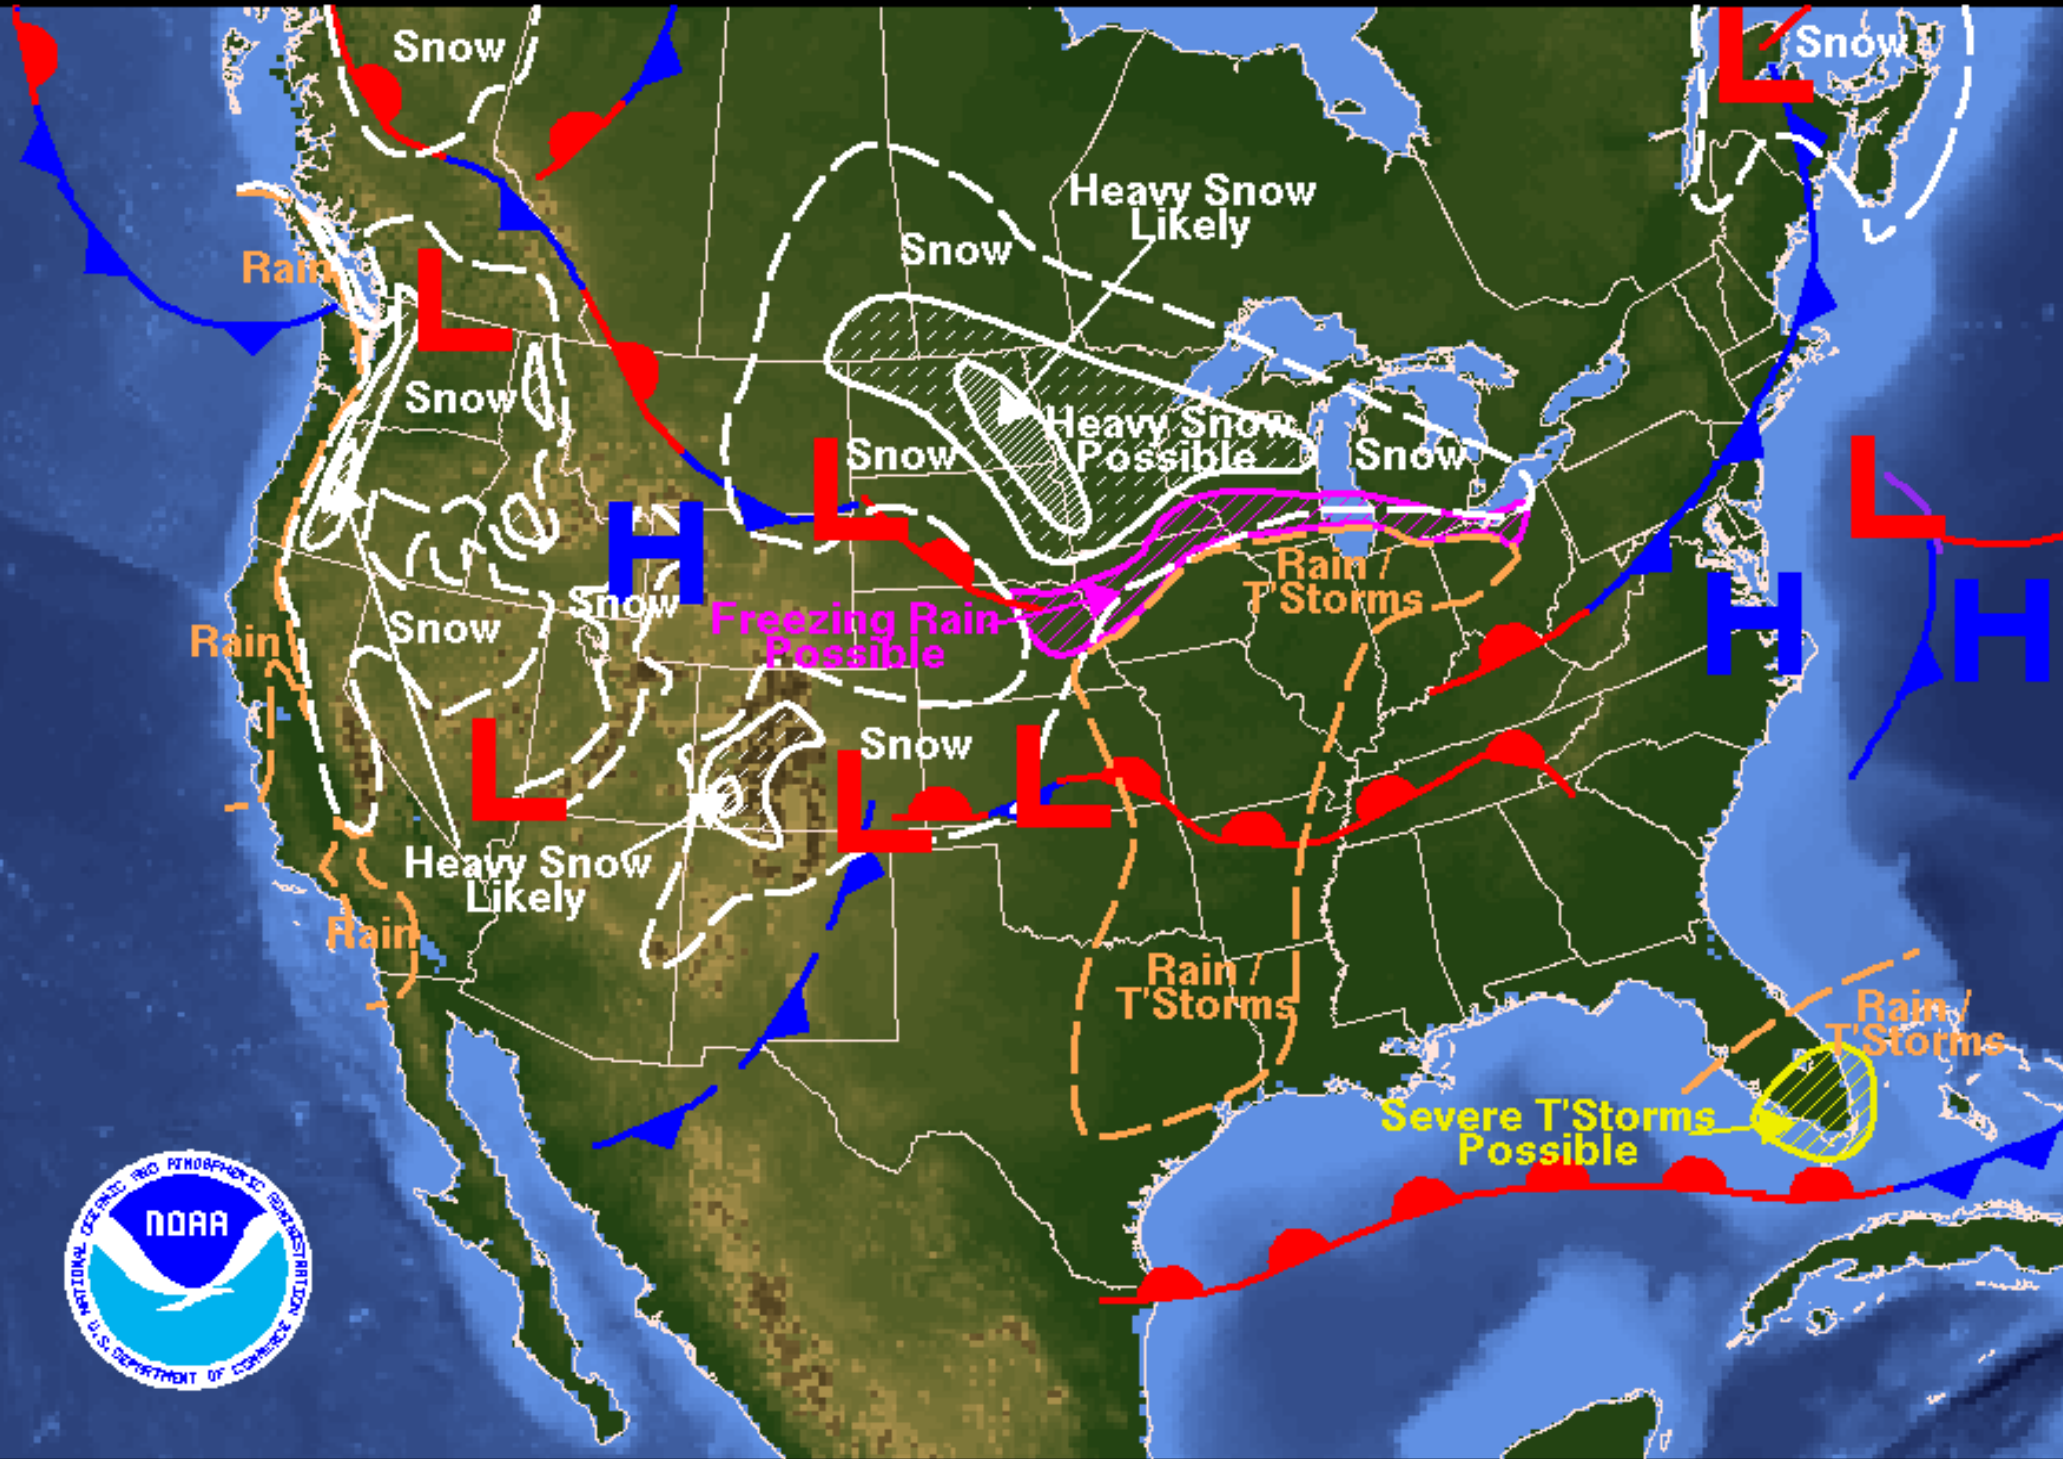 Snow
L
Snow
Heavy Snow
Likely
Snow
Rain
L
Snow
Heavy Snow
Possible
Snow
Snow
L
L
H
Rain /
T'Storms
Snow
Freezing Rain
Possible
H
H
Rain
Snow
L
Snow
L
L
Heavy Snow
Likely
Rain
Rain /
T'Storms
Rain /
T'Storms
Severe T'Storms
Possible
NATIONAL OCEANIC AND ATMOSPHERIC ADMINISTRATION
NOAA
U.S. DEPARTMENT OF COMMERCE